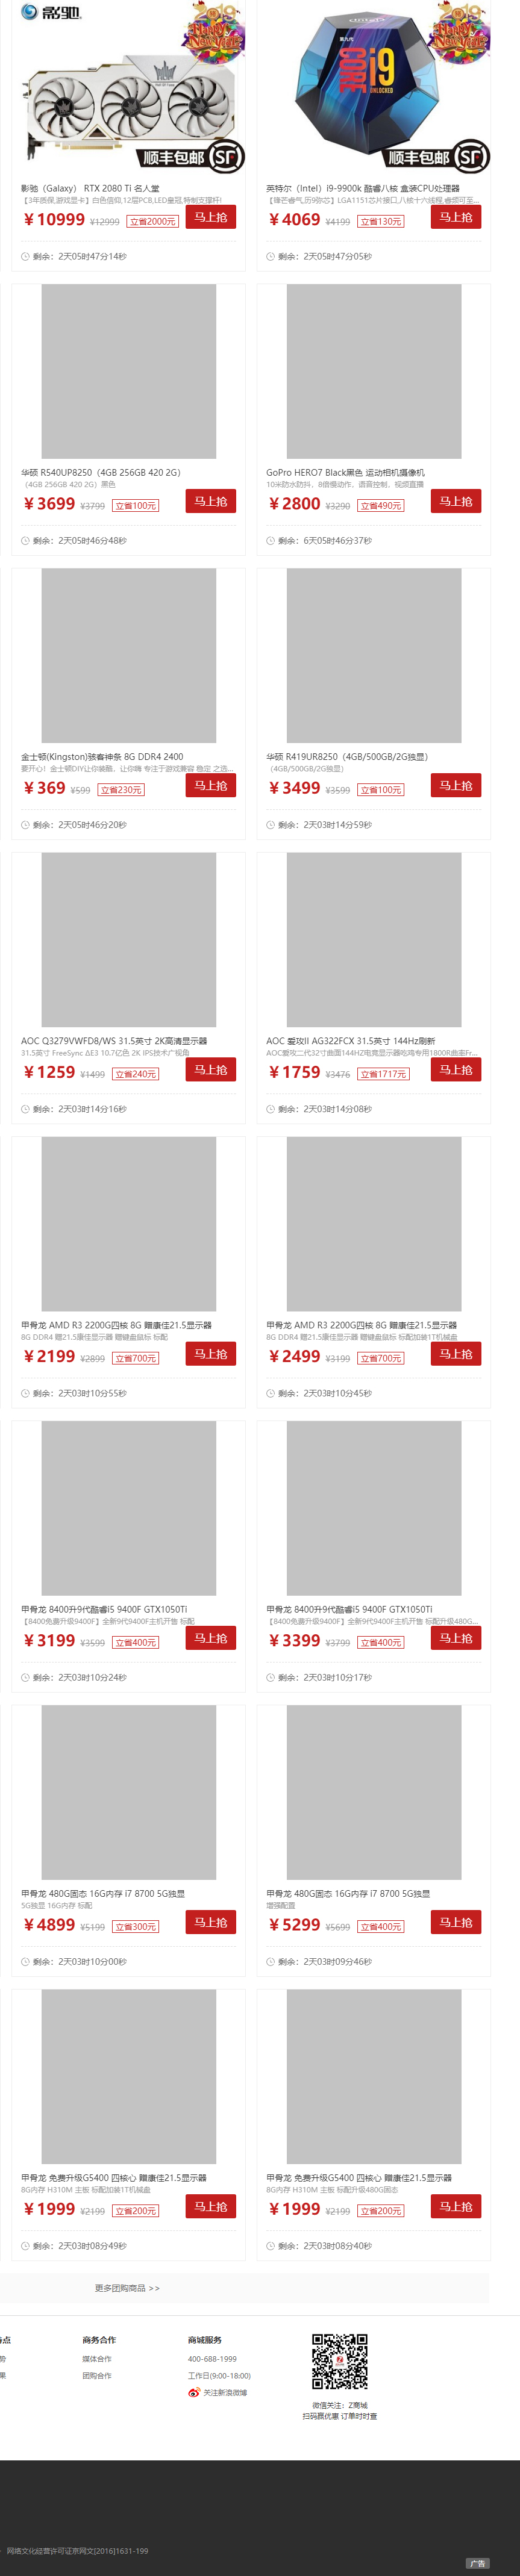 影驰
2019
顺丰包邮 SF
影驰（Galaxy） RTX 2080 Ti 名人堂
【3年质保,游戏显卡】白色信仰,12层PCB,LED皇冠,特制支撑杆!
￥10999 ¥12999 立省2000元 马上抢
剩余：2天05时47分14秒
intel
第九代
CORE i9
UNLOCKED
顺丰包邮 SF
英特尔（Intel）i9-9900k 酷睿八核 盒装CPU处理器
￥4069 ¥4199 立省130元 马上抢
剩余：2天05时47分05秒
华硕 R540UP8250（4GB 256GB 420 2G）
（4GB 256GB 420 2G）黑色
￥3699 ¥3799 立省100元 马上抢
剩余：2天05时46分48秒
GoPro HERO7 Black黑色 运动相机摄像机
10米防水防抖、8倍慢动作、语音控制、视频直播
￥2800 ¥3290 立省490元 马上抢
剩余：6天05时46分37秒
金士顿(Kingston)骇客神条 8G DDR4 2400
要开心！金士顿DIY让你装酷、让你嗨 专注于游戏兼容 稳定 之选...
￥369 ¥599 立省230元 马上抢
剩余：2天05时46分20秒
华硕 R419UR8250（4GB/500GB/2G独显）
（4GB/500GB/2G独显）
￥3499 ¥3599 立省100元 马上抢
剩余：2天03时14分59秒
AOC Q3279VWFD8/WS 31.5英寸 2K高清显示器
31.5英寸 FreeSync ΔE3 10.7亿色 2K IPS技术广视角
￥1259 ¥1499 立省240元 马上抢
剩余：2天03时14分16秒
AOC 爱攻II AG322FCX 31.5英寸 144Hz刷新
AOC爱攻二代32寸曲面144HZ电竞显示器吃鸡专用1800R曲率Fr...
￥1759 ¥3476 立省1717元 马上抢
剩余：2天03时14分08秒
甲骨龙 AMD R3 2200G四核 8G 赠康佳21.5显示器
8G DDR4 赠21.5康佳显示器 赠键盘鼠标 标配
￥2199 ¥2899 立省700元 马上抢
剩余：2天03时10分55秒
甲骨龙 AMD R3 2200G四核 8G 赠康佳21.5显示器
8G DDR4 赠21.5康佳显示器 赠键盘鼠标 标配加装1T机械盘
￥2499 ¥3199 立省700元 马上抢
剩余：2天03时10分45秒
甲骨龙 8400升9代酷睿i5 9400F GTX1050Ti
【8400免费升级9400F】全新9代9400F主机开售 标配
￥3199 ¥3599 立省400元 马上抢
剩余：2天03时10分24秒
甲骨龙 8400升9代酷睿i5 9400F GTX1050Ti
【8400免费升级9400F】全新9代9400F主机开售 标配升级480G...
￥3399 ¥3799 立省400元 马上抢
剩余：2天03时10分17秒
甲骨龙 480G固态 16G内存 i7 8700 5G独显
5G独显 16G内存 标配
￥4899 ¥5199 立省300元 马上抢
剩余：2天03时10分00秒
甲骨龙 480G固态 16G内存 i7 8700 5G独显
增强配置
￥5299 ¥5699 立省400元 马上抢
剩余：2天03时09分46秒
甲骨龙 免费升级G5400 四核心 赠康佳21.5显示器
8G内存 H310M 主板 标配加装1T机械盘
￥1999 ¥2199 立省200元 马上抢
剩余：2天03时08分49秒
甲骨龙 免费升级G5400 四核心 赠康佳21.5显示器
8G内存 H310M 主板 标配升级480G固态
￥1999 ¥2199 立省200元 马上抢
剩余：2天03时08分40秒
更多团购商品 >>
点
势
果
商务合作
媒体合作
团购合作
商城服务
400-688-1999
工作日(9:00-18:00)
关注新浪微博
微信关注：Z商城
扫码赢优惠 订单时时查
网络文化经营许可证京网文[2016]1631-199
广告